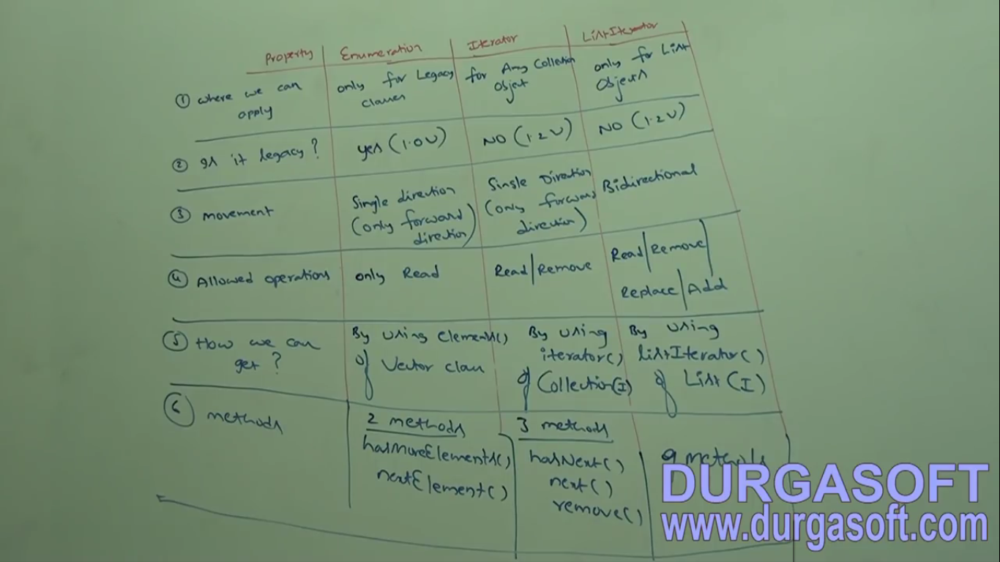 Property Enumeration Iterator ListIterator
① where we can apply
only for Legacy classes
for Any Collection Object
only for List Objects
② Is it legacy?
yes (1.0 V)
NO (1.2 V)
NO (1.2 V)
③ movement
Single direction
(only forward direction)
Single Direction
(only forward direction)
Bidirectional
④ Allowed operations
only Read
Read/Remove
Read/Remove/
Replace/Add
⑤ How we can get?
By using elements()
of Vector class
By using
iterator()
of Collection(I)
By using
listIterator()
of List (I)
⑥ methods
2 methods
hasMoreElements()
nextElement()
3 methods
hasNext()
next()
remove()
9 methods
DURGASOFT
www.durgasoft.com